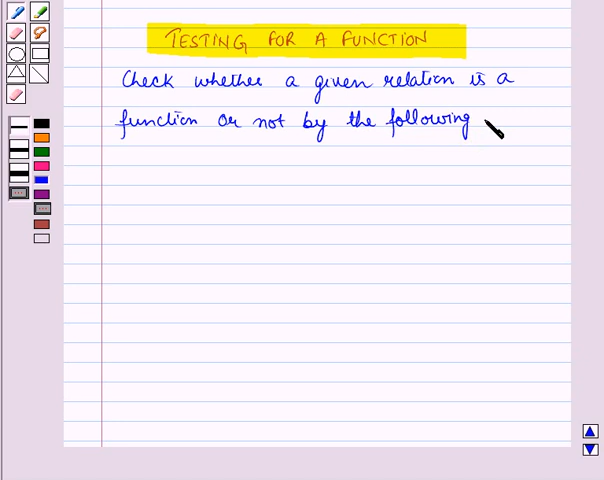 TESTING FOR A FUNCTION
Check whether a given relation is a
function or not by the following